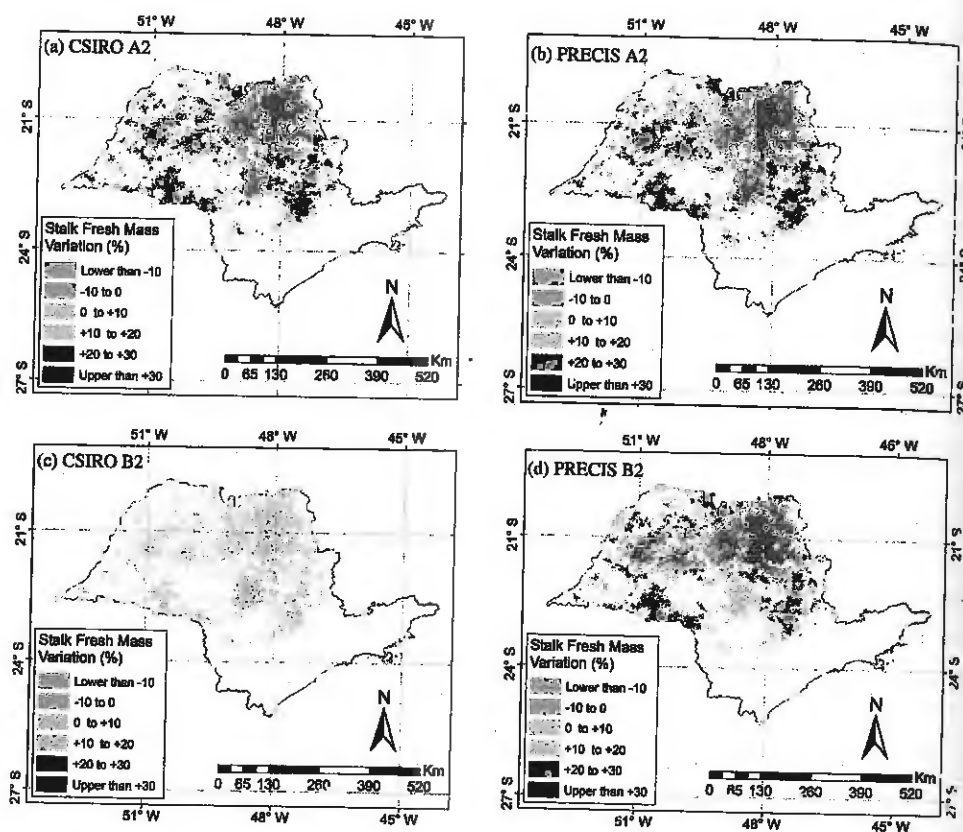 51° W 48° W 45° W
(a) CSIRO A2
21° S
24° S
27° S
Stalk Fresh Mass
Variation (%)
Lower than -10
-10 to 0
0 to +10
+10 to +20
+20 to +30
Upper than +30
N
0 65 130 260 390 520 Km
51° W 48° W 45° W
(b) PRECIS A2
21° S
24° S
27° S
Stalk Fresh Mass
Variation (%)
Lower than -10
-10 to 0
0 to +10
+10 to +20
+20 to +30
Upper than +30
N
0 65 130 260 390 520 Km
27° S
51° W 48° W 45° W
(c) CSIRO B2
21° S
24° S
27° S
Stalk Fresh Mass
Variation (%)
Lower than -10
-10 to 0
0 to +10
+10 to +20
+20 to +30
Upper than +30
N
0 65 130 260 390 520 Km
51° W 48° W 45° W
51° W 48° W 45° W
(d) PRECIS B2
21° S 21° S
24° S 24° S
27° S 27° S
Stalk Fresh Mass
Variation (%)
Lower than -10
-10 to 0
0 to +10
+10 to +20
+20 to +30
Upper than +30
N
0 65 130 260 390 520 Km
51° W 48° W 45° W